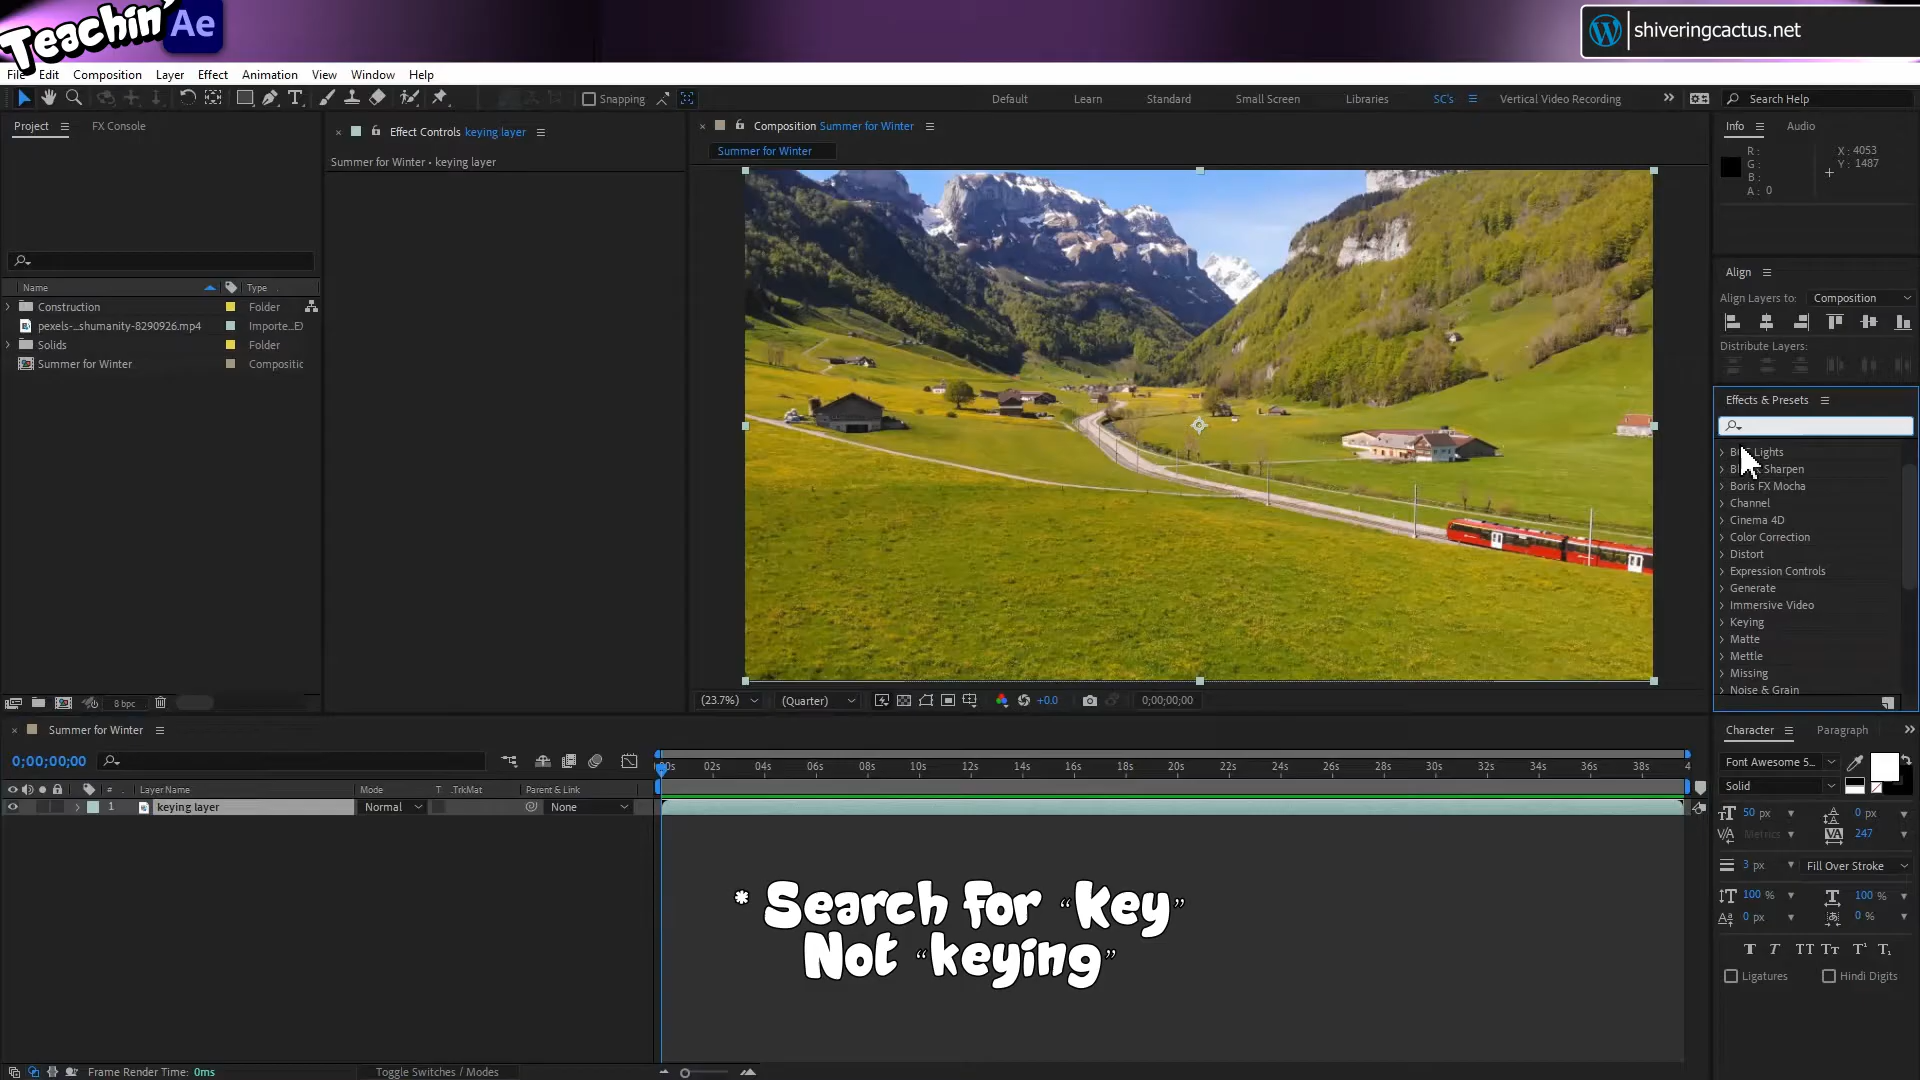 Teachin' Ae
shiveringcactus.net
File Edit Composition Layer Effect Animation View Window Help
Snapping
Default Learn Standard Small Screen Libraries SC's Vertical Video Recording
Search Help
Project FX Console
Effect Controls keying layer
Summer for Winter • keying layer
Composition Summer for Winter
Summer for Winter
Info Audio
R :
G :
B :
A : 0
X : 4053
Y : 1487
Align
Align Layers to: Composition
Distribute Layers:
Name Type
Construction Folder
pexels-...shumanity-8290926.mp4 Importe...E
Solids Folder
Summer for Winter Compositic
Effects & Presets
Lights
Sharpen
Boris FX Mocha
Channel
Cinema 4D
Color Correction
Distort
Expression Controls
Generate
Immersive Video
Keying
Matte
Mettle
Missing
Noise & Grain
8 bpc
(23.7%) (Quarter) +0.0 0;00;00;00
Summer for Winter
0;00;00;00
00s 02s 04s 06s 08s 10s 12s 14s 16s 18s 20s 22s 24s 26s 28s 30s 32s 34s 36s 38s 4
# Layer Name Mode T .TrkMat Parent & Link
1 keying layer Normal None
* Search for “Key”
Not “keying”
Character Paragraph
Font Awesome 5...
Solid
50 px 0 px
Metrics 247
3 px Fill Over Stroke
100 % 100 %
0 px 0 %
T T TT Tт T¹ T₁
Ligatures Hindi Digits
Frame Render Time: 0ms
Toggle Switches / Modes